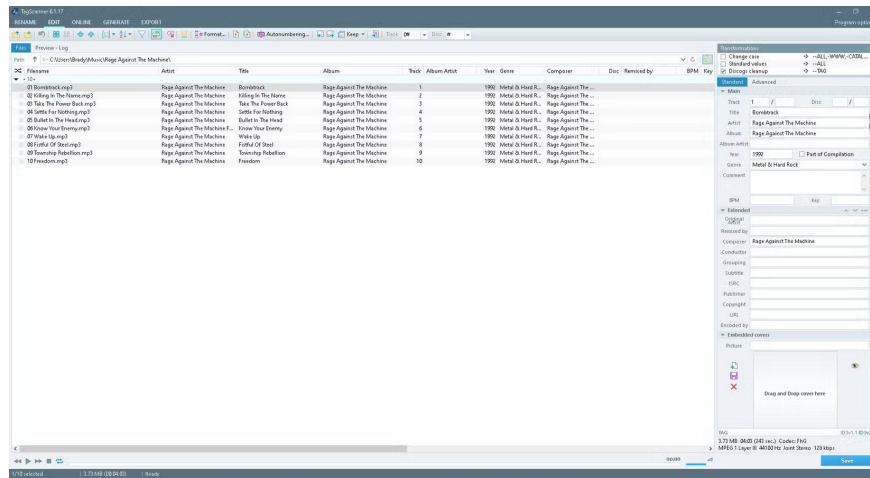 TagScanner 6.1.17
RENAME EDIT ONLINE GENERATE EXPORT Program optio
Format... Autonumbering... Keep Track 0# Disc #
Files Preview - Log
Path: C:\Users\Brady\Music\Rage Against The Machine\
Filename Artist Title Album Track Album Artist Year Genre Composer Disc Remixed by BPM Key
01 Bombtrack.mp3 Rage Against The Machine Bombtrack Rage Against The Machine 1 1992 Metal & Hard R... Rage Against The ...
02 Killing In The Name.mp3 Rage Against The Machine Killing In The Name Rage Against The Machine 2 1992 Metal & Hard R... Rage Against The ...
03 Take The Power Back.mp3 Rage Against The Machine Take The Power Back Rage Against The Machine 3 1992 Metal & Hard R... Rage Against The ...
04 Settle For Nothing.mp3 Rage Against The Machine Settle For Nothing Rage Against The Machine 4 1992 Metal & Hard R... Rage Against The ...
05 Bullet In The Head.mp3 Rage Against The Machine Bullet In The Head Rage Against The Machine 5 1992 Metal & Hard R... Rage Against The ...
06 Know Your Enemy.mp3 Rage Against The Machine F... Know Your Enemy Rage Against The Machine 6 1992 Metal & Hard R... Rage Against The ...
07 Wake Up.mp3 Rage Against The Machine Wake Up Rage Against The Machine 7 1992 Metal & Hard R... Rage Against The ...
08 Fistful Of Steel.mp3 Rage Against The Machine Fistful Of Steel Rage Against The Machine 8 1992 Metal & Hard R... Rage Against The ...
09 Township Rebellion.mp3 Rage Against The Machine Township Rebellion Rage Against The Machine 9 1992 Metal & Hard R... Rage Against The ...
10 Freedom.mp3 Rage Against The Machine Freedom Rage Against The Machine 10 1992 Metal & Hard R... Rage Against The ...
Transformations
Change case --ALL,-WWW,-CATAL...
Standard values --ALL
Discogs cleanup --TAG
Standard Advanced
Main
Track 1 / Disc /
Title Bombtrack
Artist Rage Against The Machine
Album Rage Against The Machine
Album Artist
Year 1992 Part of Compilation
Genre Metal & Hard Rock
Comment
BPM Key
Extended
Original Artist
Remixed by
Composer Rage Against The Machine
Conductor
Grouping
Subtitle
ISRC
Publisher
Copyright
URL
Encoded by
Embedded covers
Picture
Drag and Drop cover here
TAG
3.73 MB 04:03 (243 sec.) Codec: FhG
MPEG 1 Layer III 44100 Hz Joint Stereo 128 kbps
00:00
Save
1/10 selected 3.73 MB (00:04:03) Ready